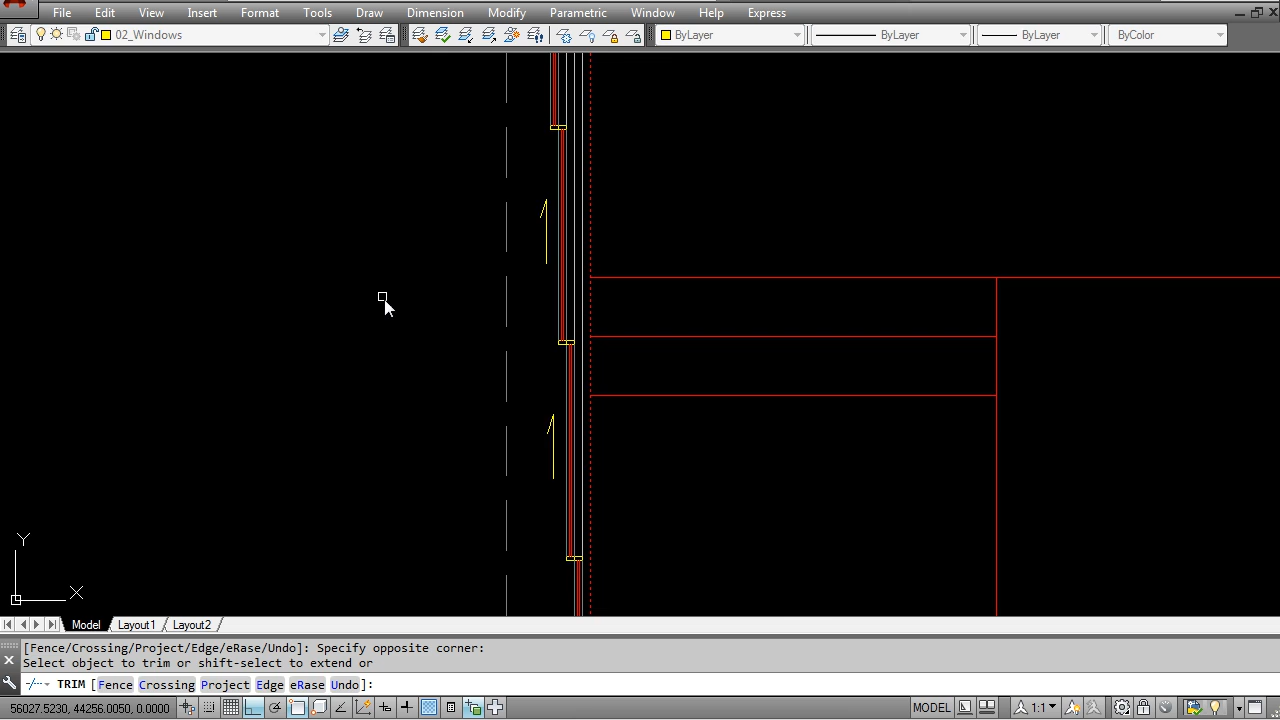 File Edit View Insert Format Tools Draw Dimension Modify Parametric Window Help Express
02_Windows ByLayer ByLayer ByLayer ByColor
Y
X
Model Layout1 Layout2
[Fence/Crossing/Project/Edge/eRase/Undo]: Specify opposite corner:
Select object to trim or shift-select to extend or
TRIM [Fence Crossing Project Edge eRase Undo]:
56027.5230, 44256.0050, 0.0000 MODEL 1:1